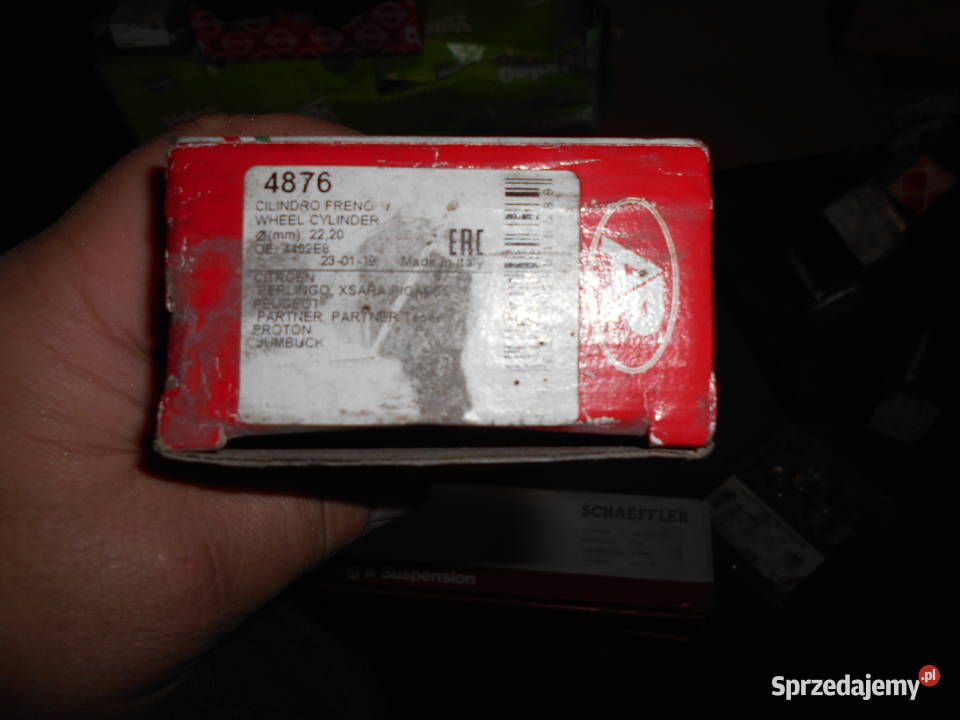 4876
CILINDRO FRENO
WHEEL CYLINDER
Ø (mm) 22,20
OE: 4402E8
23-01-19 Made in Italy
EAC
CITROEN
BERLINGO, XSARA PICASSO
PEUGEOT
PARTNER, PARTNER
PROTON
JUMBUCK
SCHAEFFLER
& Suspension
Sprzedajemy.pl